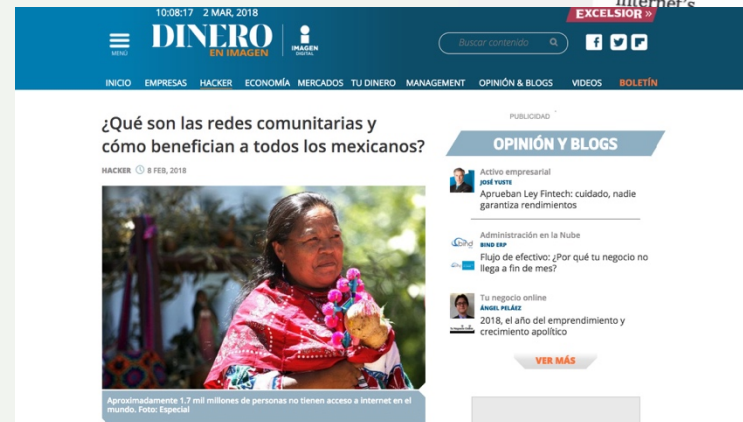 Internet's
10:08:17 2 MAR, 2018
EXCELSIOR »
MENÚ
DINERO
EN IMAGEN
IMAGEN
DIGITAL
Buscar contenido
INICIO EMPRESAS HACKER ECONOMÍA MERCADOS TU DINERO MANAGEMENT OPINIÓN & BLOGS VIDEOS BOLETÍN
¿Qué son las redes comunitarias y
cómo benefician a todos los mexicanos?
HACKER 8 FEB, 2018
Aproximadamente 1.7 mil millones de personas no tienen acceso a internet en el
mundo. Foto: Especial
PUBLICIDAD
OPINIÓN Y BLOGS
Activo empresarial
JOSÉ YUSTE
Aprueban Ley Fintech: cuidado, nadie
garantiza rendimientos
Administración en la Nube
BIND ERP
Flujo de efectivo: ¿Por qué tu negocio no
llega a fin de mes?
Tu negocio online
ÁNGEL PELÁEZ
2018, el año del emprendimiento y
crecimiento apolítico
VER MÁS